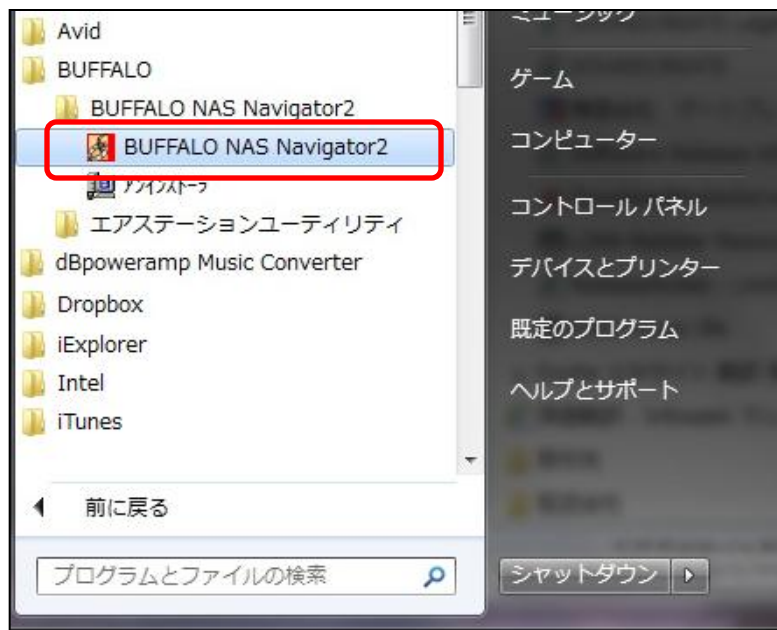 Avid
BUFFALO
BUFFALO NAS Navigator2
BUFFALO NAS Navigator2
アンインストーラ
エアステーションユーティリティ
dBpoweramp Music Converter
Dropbox
iExplorer
Intel
iTunes
前に戻る
プログラムとファイルの検索
ミュージック
ゲーム
コンピューター
コントロール パネル
デバイスとプリンター
既定のプログラム
ヘルプとサポート
シャットダウン